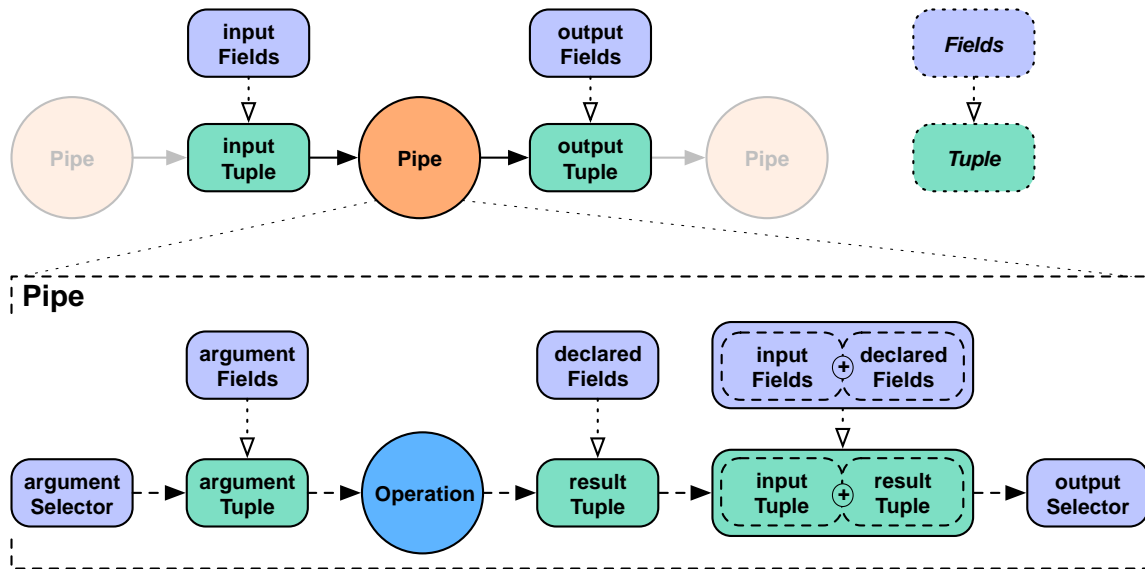 input
Fields
output
Fields
Fields
Pipe
input
Tuple
Pipe
output
Tuple
Pipe
Tuple
Pipe
argument
Fields
declared
Fields
input
Fields
+
declared
Fields
argument
Selector
argument
Tuple
Operation
result
Tuple
input
Tuple
+
result
Tuple
output
Selector